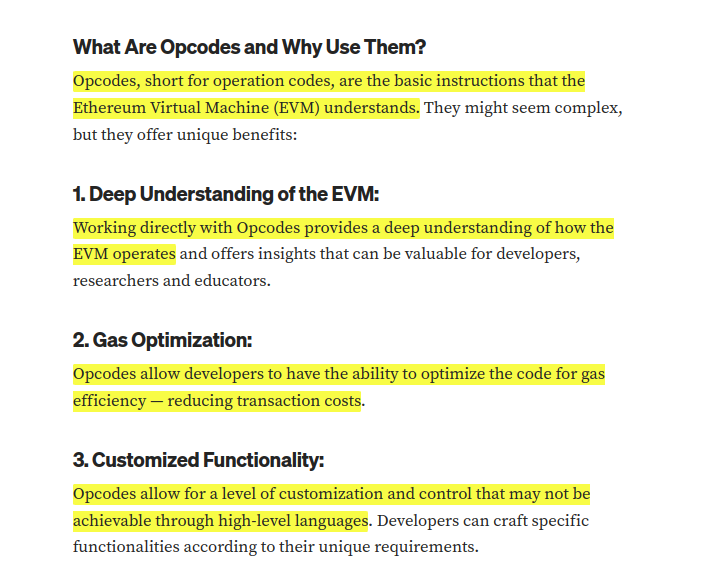 What Are Opcodes and Why Use Them?
Opcodes, short for operation codes, are the basic instructions that the
Ethereum Virtual Machine (EVM) understands. They might seem complex,
but they offer unique benefits:
1. Deep Understanding of the EVM:
Working directly with Opcodes provides a deep understanding of how the
EVM operates and offers insights that can be valuable for developers,
researchers and educators.
2. Gas Optimization:
Opcodes allow developers to have the ability to optimize the code for gas
efficiency — reducing transaction costs.
3. Customized Functionality:
Opcodes allow for a level of customization and control that may not be
achievable through high-level languages. Developers can craft specific
functionalities according to their unique requirements.